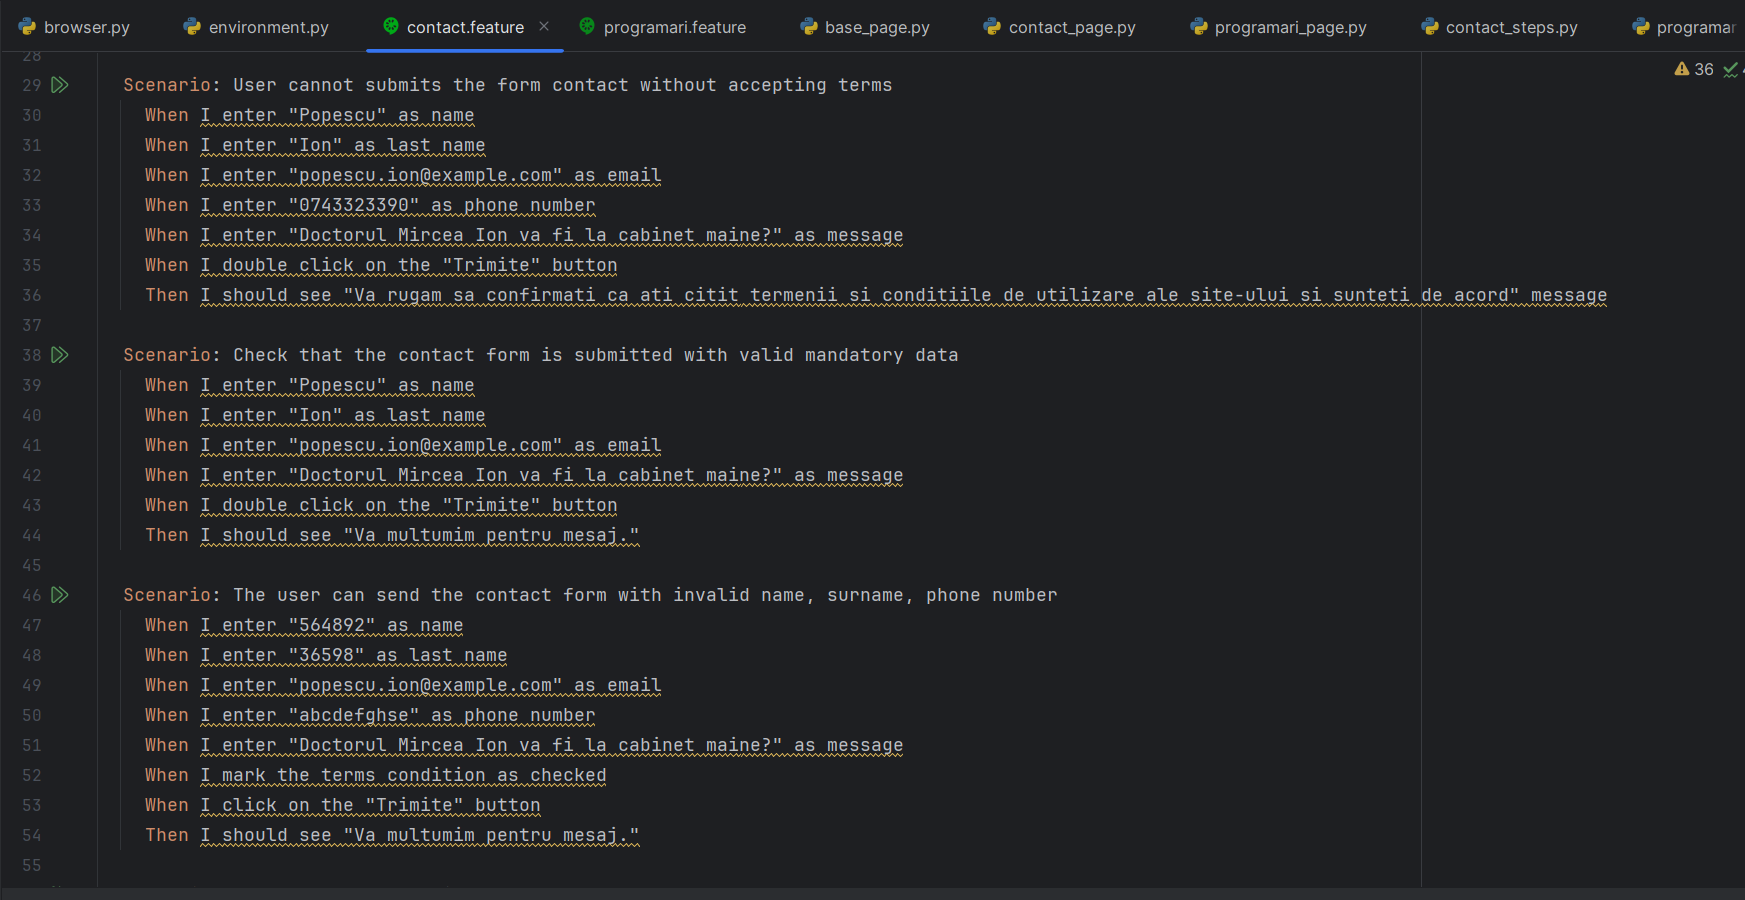 browser.py environment.py contact.feature programari.feature base_page.py contact_page.py programari_page.py contact_steps.py programar
28
36
29 Scenario: User cannot submits the form contact without accepting terms
30 When I enter "Popescu" as name
31 When I enter "Ion" as last name
32 When I enter "popescu.ion@example.com" as email
33 When I enter "0743323390" as phone number
34 When I enter "Doctorul Mircea Ion va fi la cabinet maine?" as message
35 When I double click on the "Trimite" button
36 Then I should see "Va rugam sa confirmati ca ati citit termenii si conditiile de utilizare ale site-ului si sunteti de acord" message
37
38 Scenario: Check that the contact form is submitted with valid mandatory data
39 When I enter "Popescu" as name
40 When I enter "Ion" as last name
41 When I enter "popescu.ion@example.com" as email
42 When I enter "Doctorul Mircea Ion va fi la cabinet maine?" as message
43 When I double click on the "Trimite" button
44 Then I should see "Va multumim pentru mesaj."
45
46 Scenario: The user can send the contact form with invalid name, surname, phone number
47 When I enter "564892" as name
48 When I enter "36598" as last name
49 When I enter "popescu.ion@example.com" as email
50 When I enter "abcdefghse" as phone number
51 When I enter "Doctorul Mircea Ion va fi la cabinet maine?" as message
52 When I mark the terms condition as checked
53 When I click on the "Trimite" button
54 Then I should see "Va multumim pentru mesaj."
55